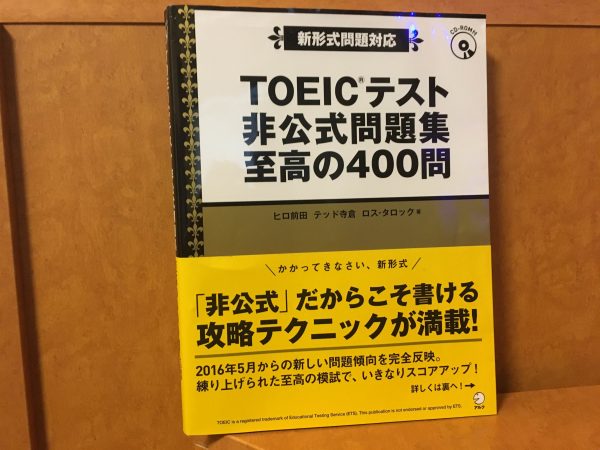 新形式問題対応
CD-ROM付
TOEIC®テスト
非公式問題集
至高の400問
ヒロ前田 テッド寺倉 ロス・タロック 著
かかってきなさい、新形式
「非公式」だからこそ書ける
攻略テクニックが満載!
2016年5月からの新しい問題傾向を完全反映。
練り上げられた至高の模試で、いきなりスコアアップ!
詳しくは裏へ!→
アルク
TOEIC is a registered trademark of Educational Testing Service (ETS). This publication is not endorsed or approved by ETS.